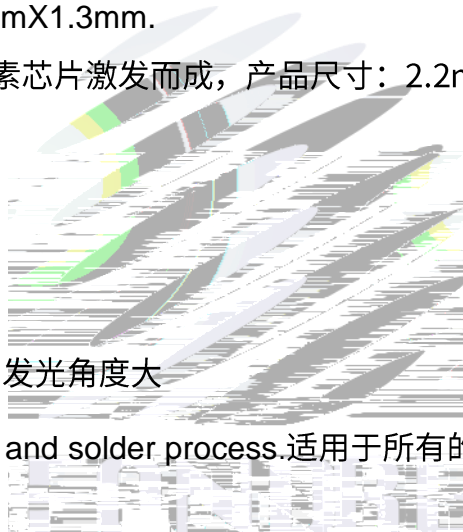 mX1.3mm.
素芯片激发而成，产品尺寸：2.2m
发光角度大
and solder process.适用于所有的